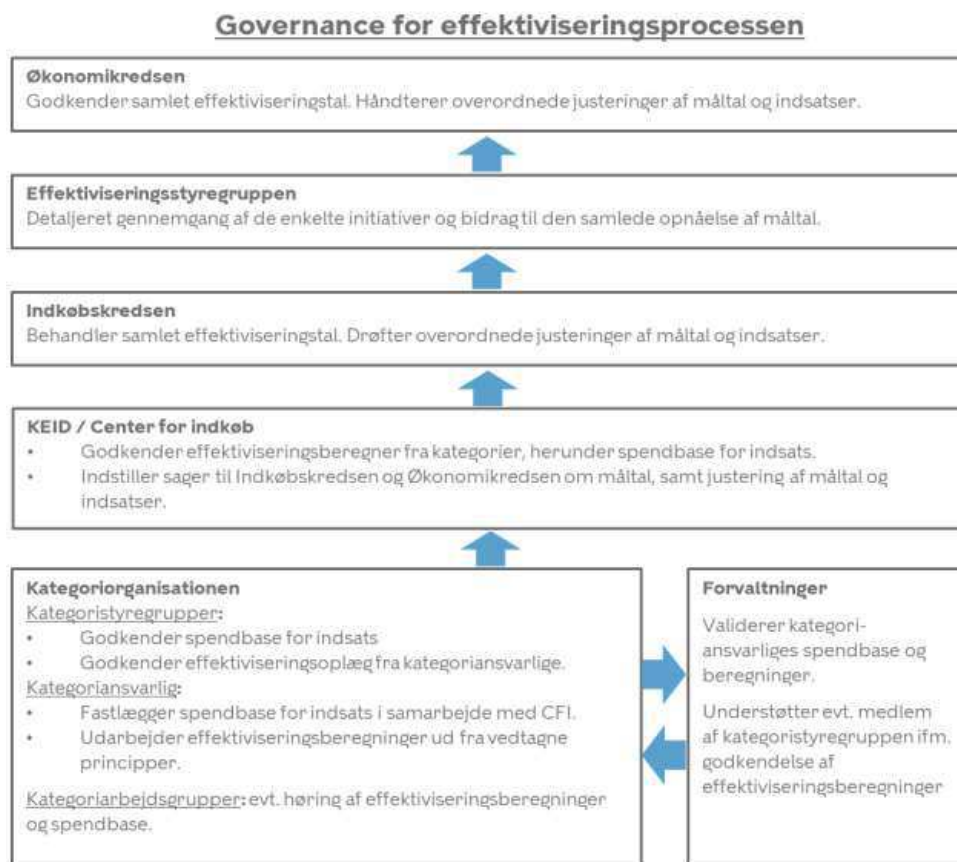 Governance for effektiviseringsprocessen
Økonomikredsen
Godkender samlet effektiviseringstal. Håndterer overordnede justeringer af måltal og indsatser.
Effektiviseringsstyregruppen
Detaljeret gennemgang af de enkelte initiativer og bidrag til den samlede opnåelse af måltal.
Indkøbskredsen
Behandler samlet effektiviseringstal. Drøfter overordnede justeringer af måltal og indsatser.
KEID / Center for indkøb
• Godkender effektiviseringsberegner fra kategorier, herunder spendbase for indsats.
• Indstiller sager til Indkøbskredsen og Økonomikredsen om måltal, samt justering af måltal og
indsatser.
Kategoriorganisationen
Kategoristyregrupper:
• Godkender spendbase for indsats
• Godkender effektiviseringsoplæg fra kategoriansvarlige.
Kategoriansvarlig:
• Fastlægger spendbase for indsats i samarbejde med CFI.
• Udarbejder effektiviseringsberegninger ud fra vedtagne
principper.
Kategoriarbejdsgrupper: evt. høring af effektiviseringsberegninger
og spendbase.
Forvaltninger
Validerer kategori-
ansvarliges spendbase og
beregninger.
Understøtter evt. medlem
af kategoristyregruppen ifm.
godkendelse af
effektiviseringsberegninger